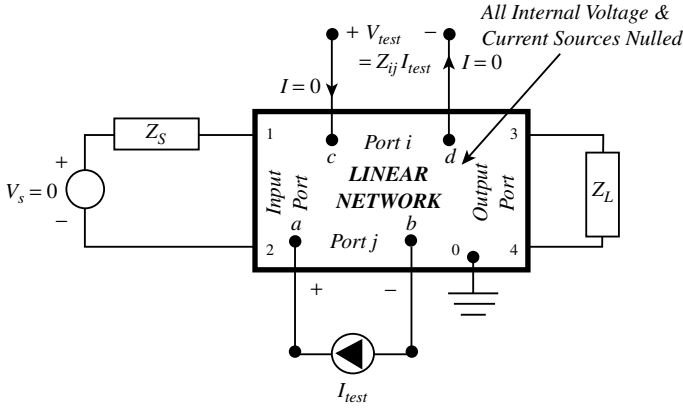 All Internal Voltage &
Current Sources Nulled
+ V_test −
= Z_ij I_test
I = 0
I = 0
Z_S
1
c
Port i
d
3
+
V_s = 0
−
Input
Port
LINEAR
NETWORK
Output
Port
Z_L
a
b
2
Port j
0
4
+
−
I_test